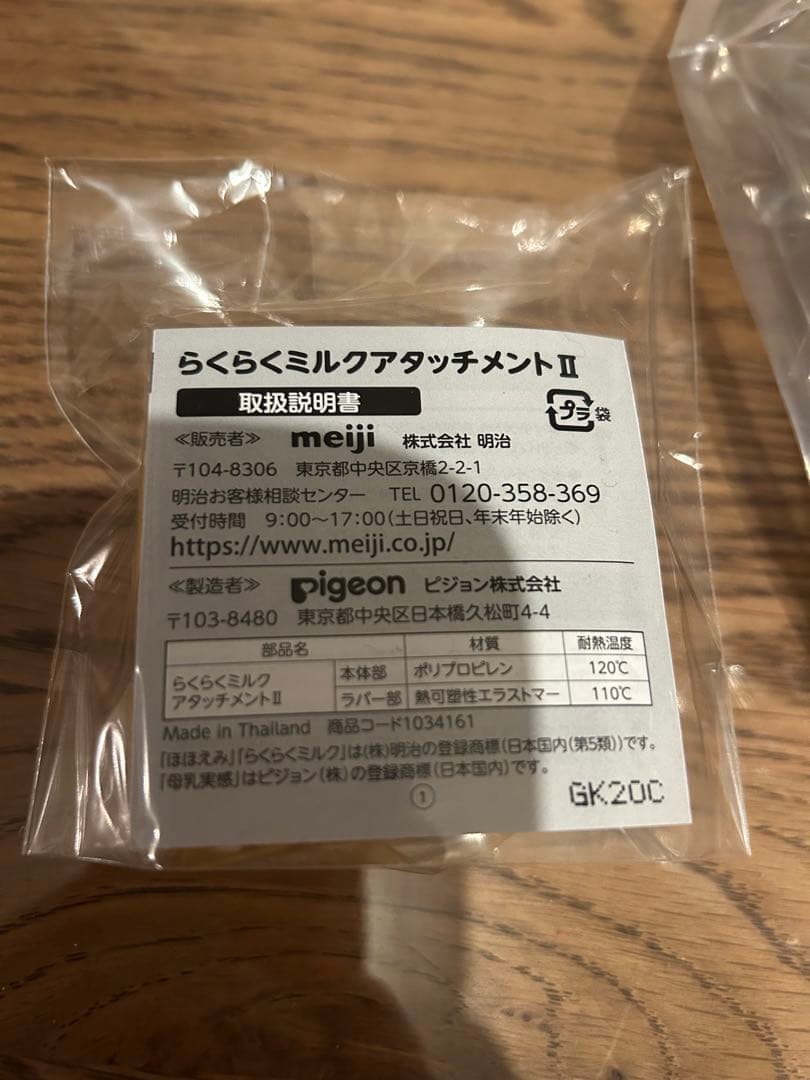 らくらくミルクアタッチメントⅡ
取扱説明書
プラ 袋
≪販売者≫ meiji 株式会社 明治
〒104-8306 東京都中央区京橋2-2-1
明治お客様相談センター TEL 0120-358-369
受付時間 9:00〜17:00(土日祝日、年末年始除く)
https://www.meiji.co.jp/
≪製造者≫ pigeon ピジョン株式会社
〒103-8480 東京都中央区日本橋久松町4-4
部品名 材質 耐熱温度
らくらくミルクアタッチメントⅡ 本体部 ポリプロピレン 120℃
ラバー部 熱可塑性エラストマー 110℃
Made in Thailand 商品コード1034161
「ほほえみ」「らくらくミルク」は(株)明治の登録商標(日本国内(第5類))です。
「母乳実感」はピジョン(株)の登録商標(日本国内)です。
①
GK20C